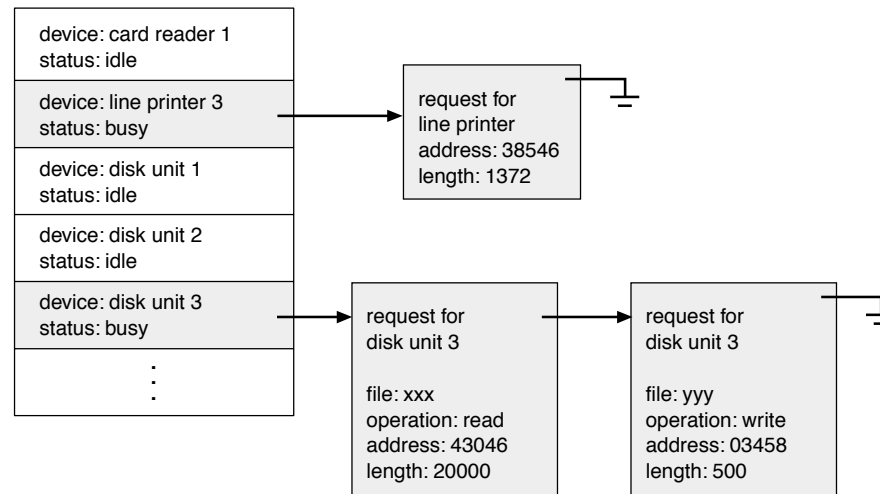 device: card reader 1
status: idle
device: line printer 3
status: busy
device: disk unit 1
status: idle
device: disk unit 2
status: idle
device: disk unit 3
status: busy
request for
line printer
address: 38546
length: 1372
request for
disk unit 3
file: xxx
operation: read
address: 43046
length: 20000
request for
disk unit 3
file: yyy
operation: write
address: 03458
length: 500